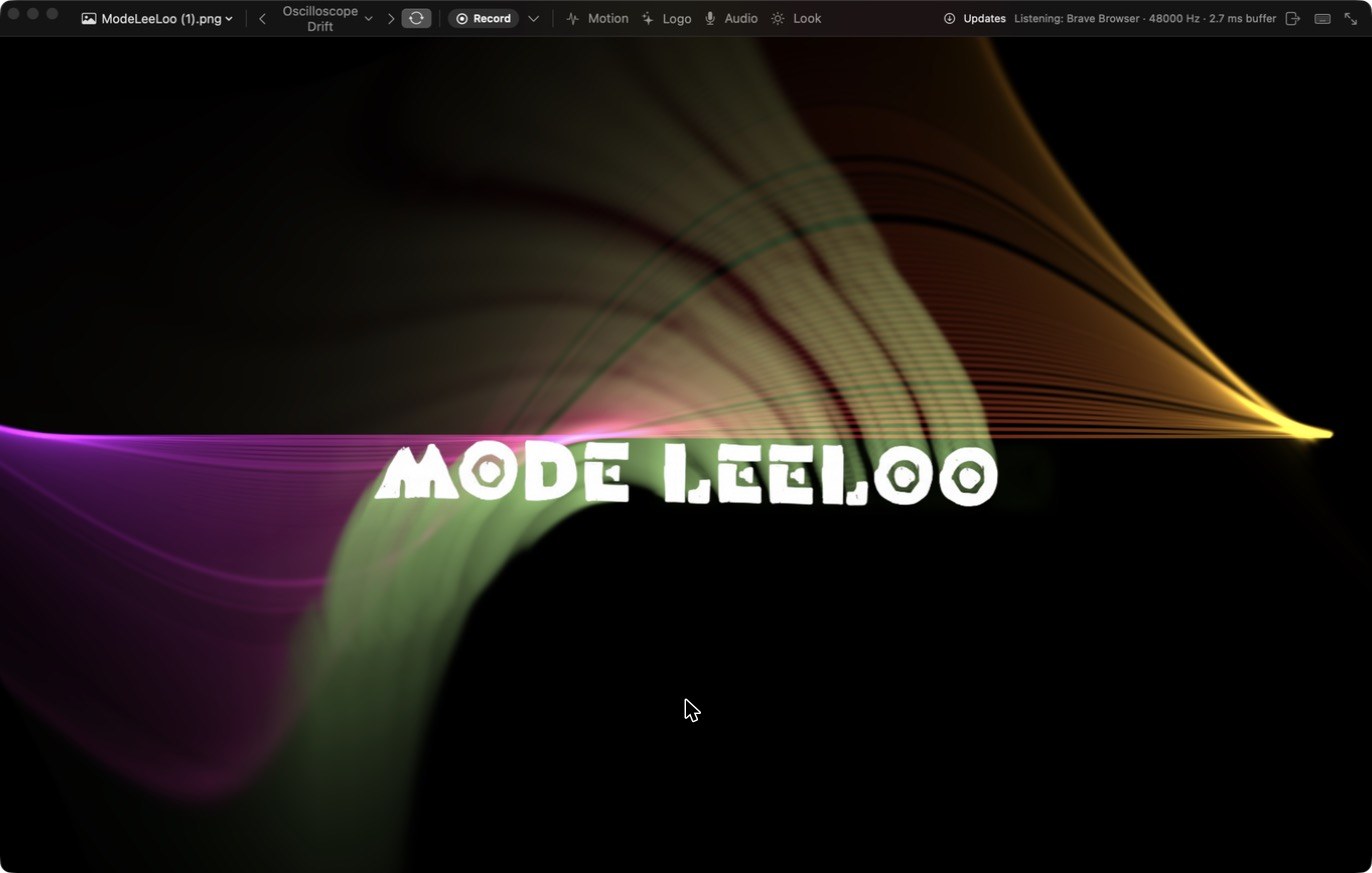 ModeLeeLoo (1).png
Oscilloscope
Drift
Record
Motion
Logo
Audio
Look
Updates
Listening: Brave Browser · 48000 Hz · 2.7 ms buffer
MODE LEELOO